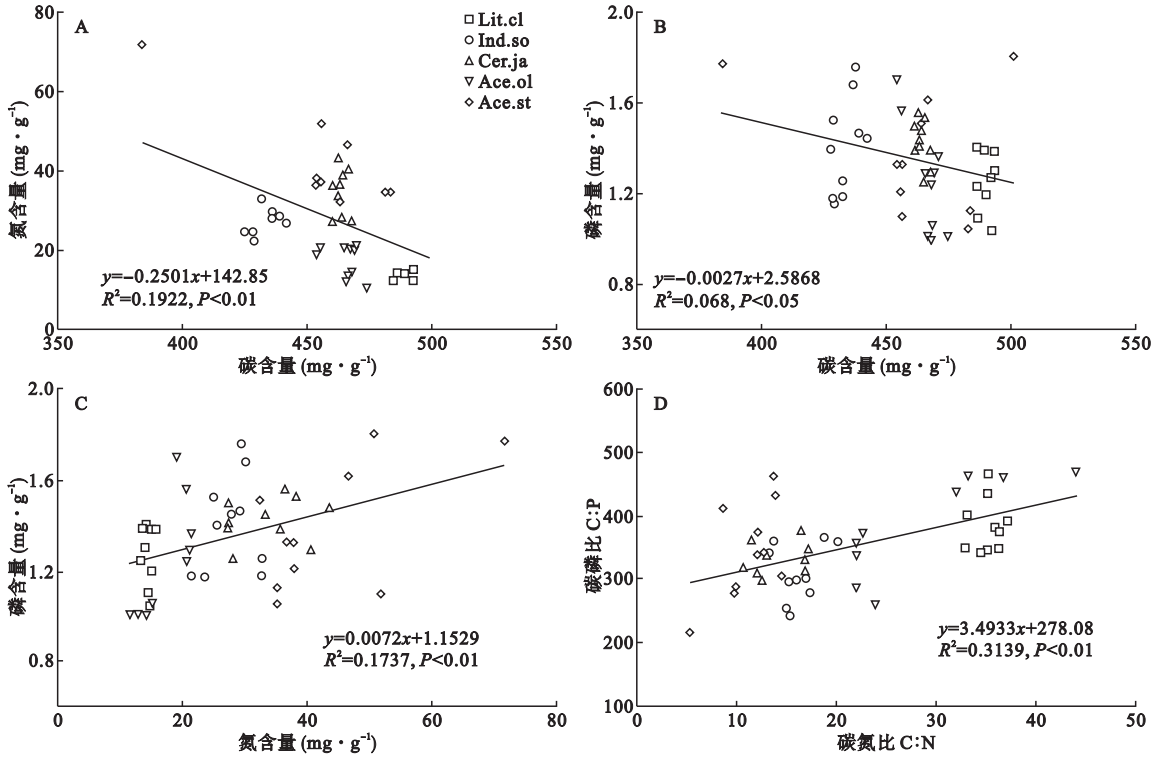 A
80
60
40
20
0
350
400
450
500
550
氮含量 (mg·g⁻¹)
碳含量 (mg·g⁻¹)
Lit.cl
Ind.so
Cer.ja
Ace.ol
Ace.st
y=−0.2501x+142.85
R²=0.1922, P<0.01
B
2.0
1.6
1.2
0.8
0
350
400
450
500
550
磷含量 (mg·g⁻¹)
碳含量 (mg·g⁻¹)
y=−0.0027x+2.5868
R²=0.068, P<0.05
C
2.0
1.6
1.2
0.8
0
20
40
60
80
磷含量 (mg·g⁻¹)
氮含量 (mg·g⁻¹)
y=0.0072x+1.1529
R²=0.1737, P<0.01
D
600
500
400
300
200
100
0
10
20
30
40
50
碳磷比 C:P
碳氮比 C:N
y=3.4933x+278.08
R²=0.3139, P<0.01